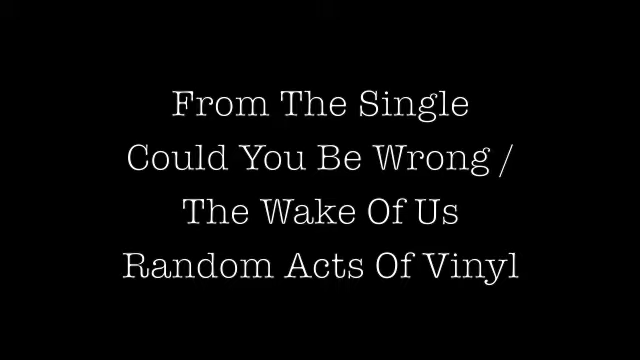 From The Single
Could You Be Wrong /
The Wake Of Us
Random Acts Of Vinyl